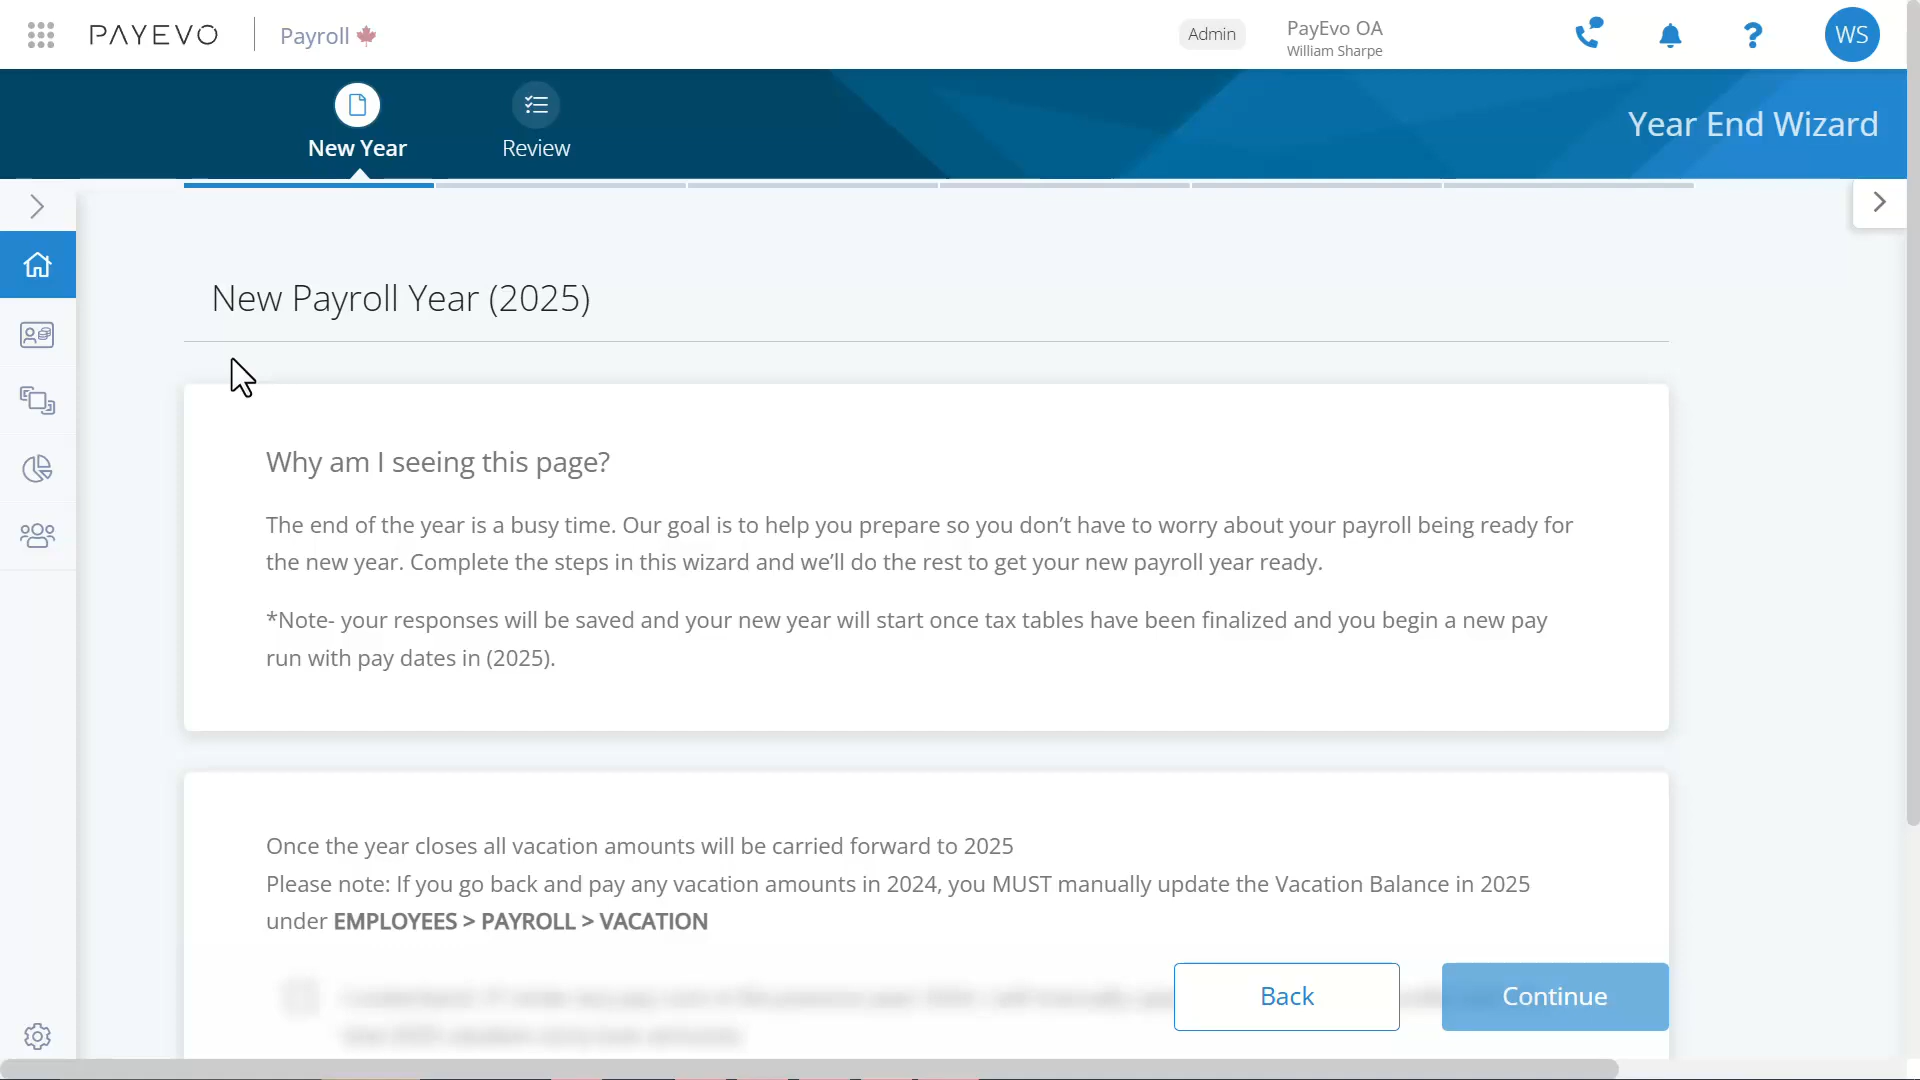 PAYEVO
Payroll
Admin
PayEvo OA
William Sharpe
?
WS
New Year
Review
Year End Wizard
New Payroll Year (2025)
Why am I seeing this page?
The end of the year is a busy time. Our goal is to help you prepare so you don't have to worry about your payroll being ready for
the new year. Complete the steps in this wizard and we'll do the rest to get your new payroll year ready.
*Note- your responses will be saved and your new year will start once tax tables have been finalized and you begin a new pay
run with pay dates in (2025).
Once the year closes all vacation amounts will be carried forward to 2025
Please note: If you go back and pay any vacation amounts in 2024, you MUST manually update the Vacation Balance in 2025
under EMPLOYEES > PAYROLL > VACATION
Back
Continue